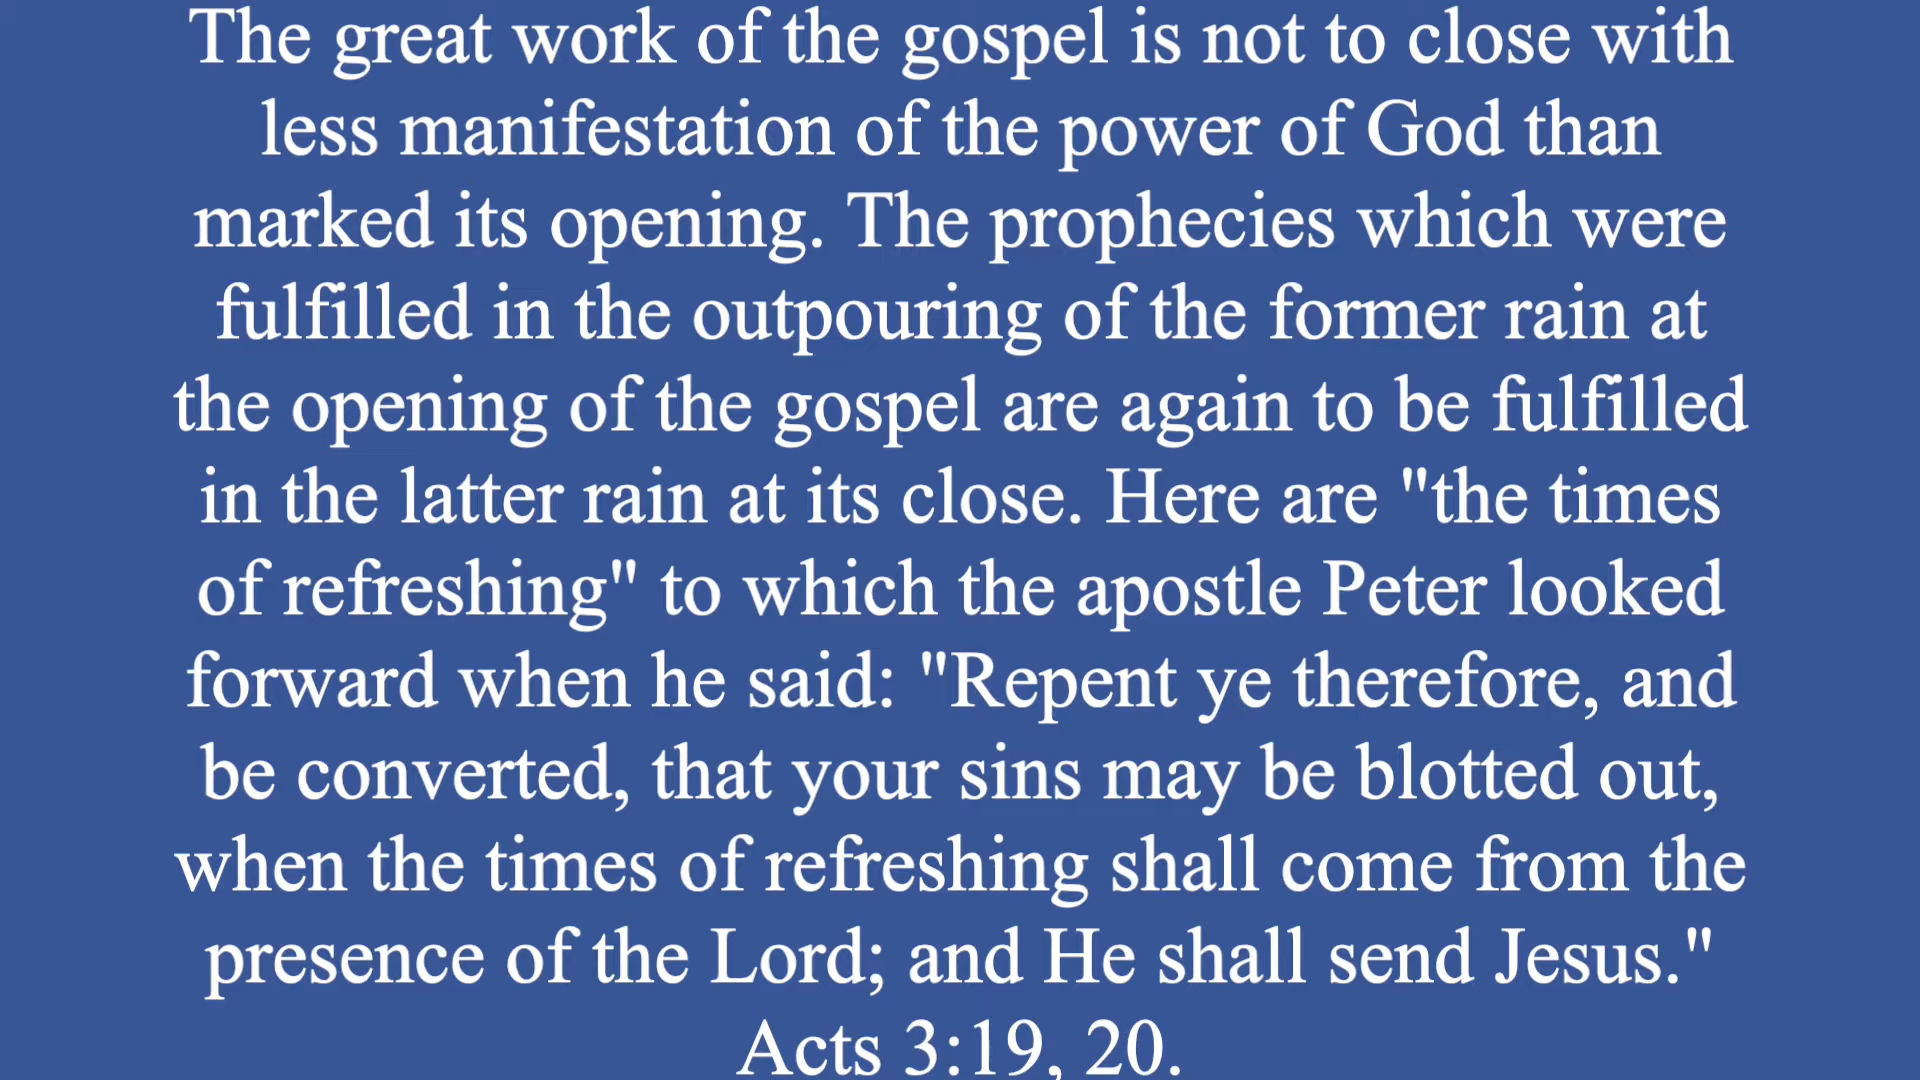 The great work of the gospel is not to close with
less manifestation of the power of God than
marked its opening. The prophecies which were
fulfilled in the outpouring of the former rain at
the opening of the gospel are again to be fulfilled
in the latter rain at its close. Here are "the times
of refreshing" to which the apostle Peter looked
forward when he said: "Repent ye therefore, and
be converted, that your sins may be blotted out,
when the times of refreshing shall come from the
presence of the Lord; and He shall send Jesus."
Acts 3:19, 20.